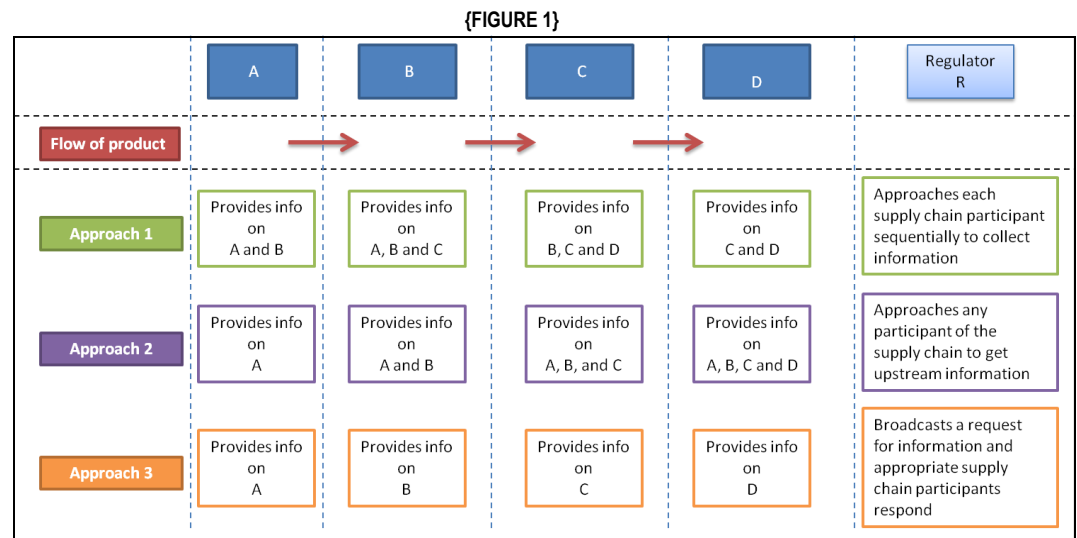 {FIGURE 1}
A
B
C
D
Regulator
R
Flow of product
Approach 1
Provides info
on
A and B
Provides info
on
A, B and C
Provides info
on
B, C and D
Provides info
on
C and D
Approaches each
supply chain participant
sequentially to collect
information
Approach 2
Provides info
on
A
Provides info
on
A and B
Provides info
on
A, B, and C
Provides info
on
A, B, C and D
Approaches any
participant of the
supply chain to get
upstream information
Approach 3
Provides info
on
A
Provides info
on
B
Provides info
on
C
Provides info
on
D
Broadcasts a request
for information and
appropriate supply
chain participants
respond